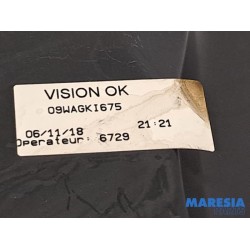 VISION OK
09WAGKI675
06/11/18 21:21
Operateur: 6729
MARESIA